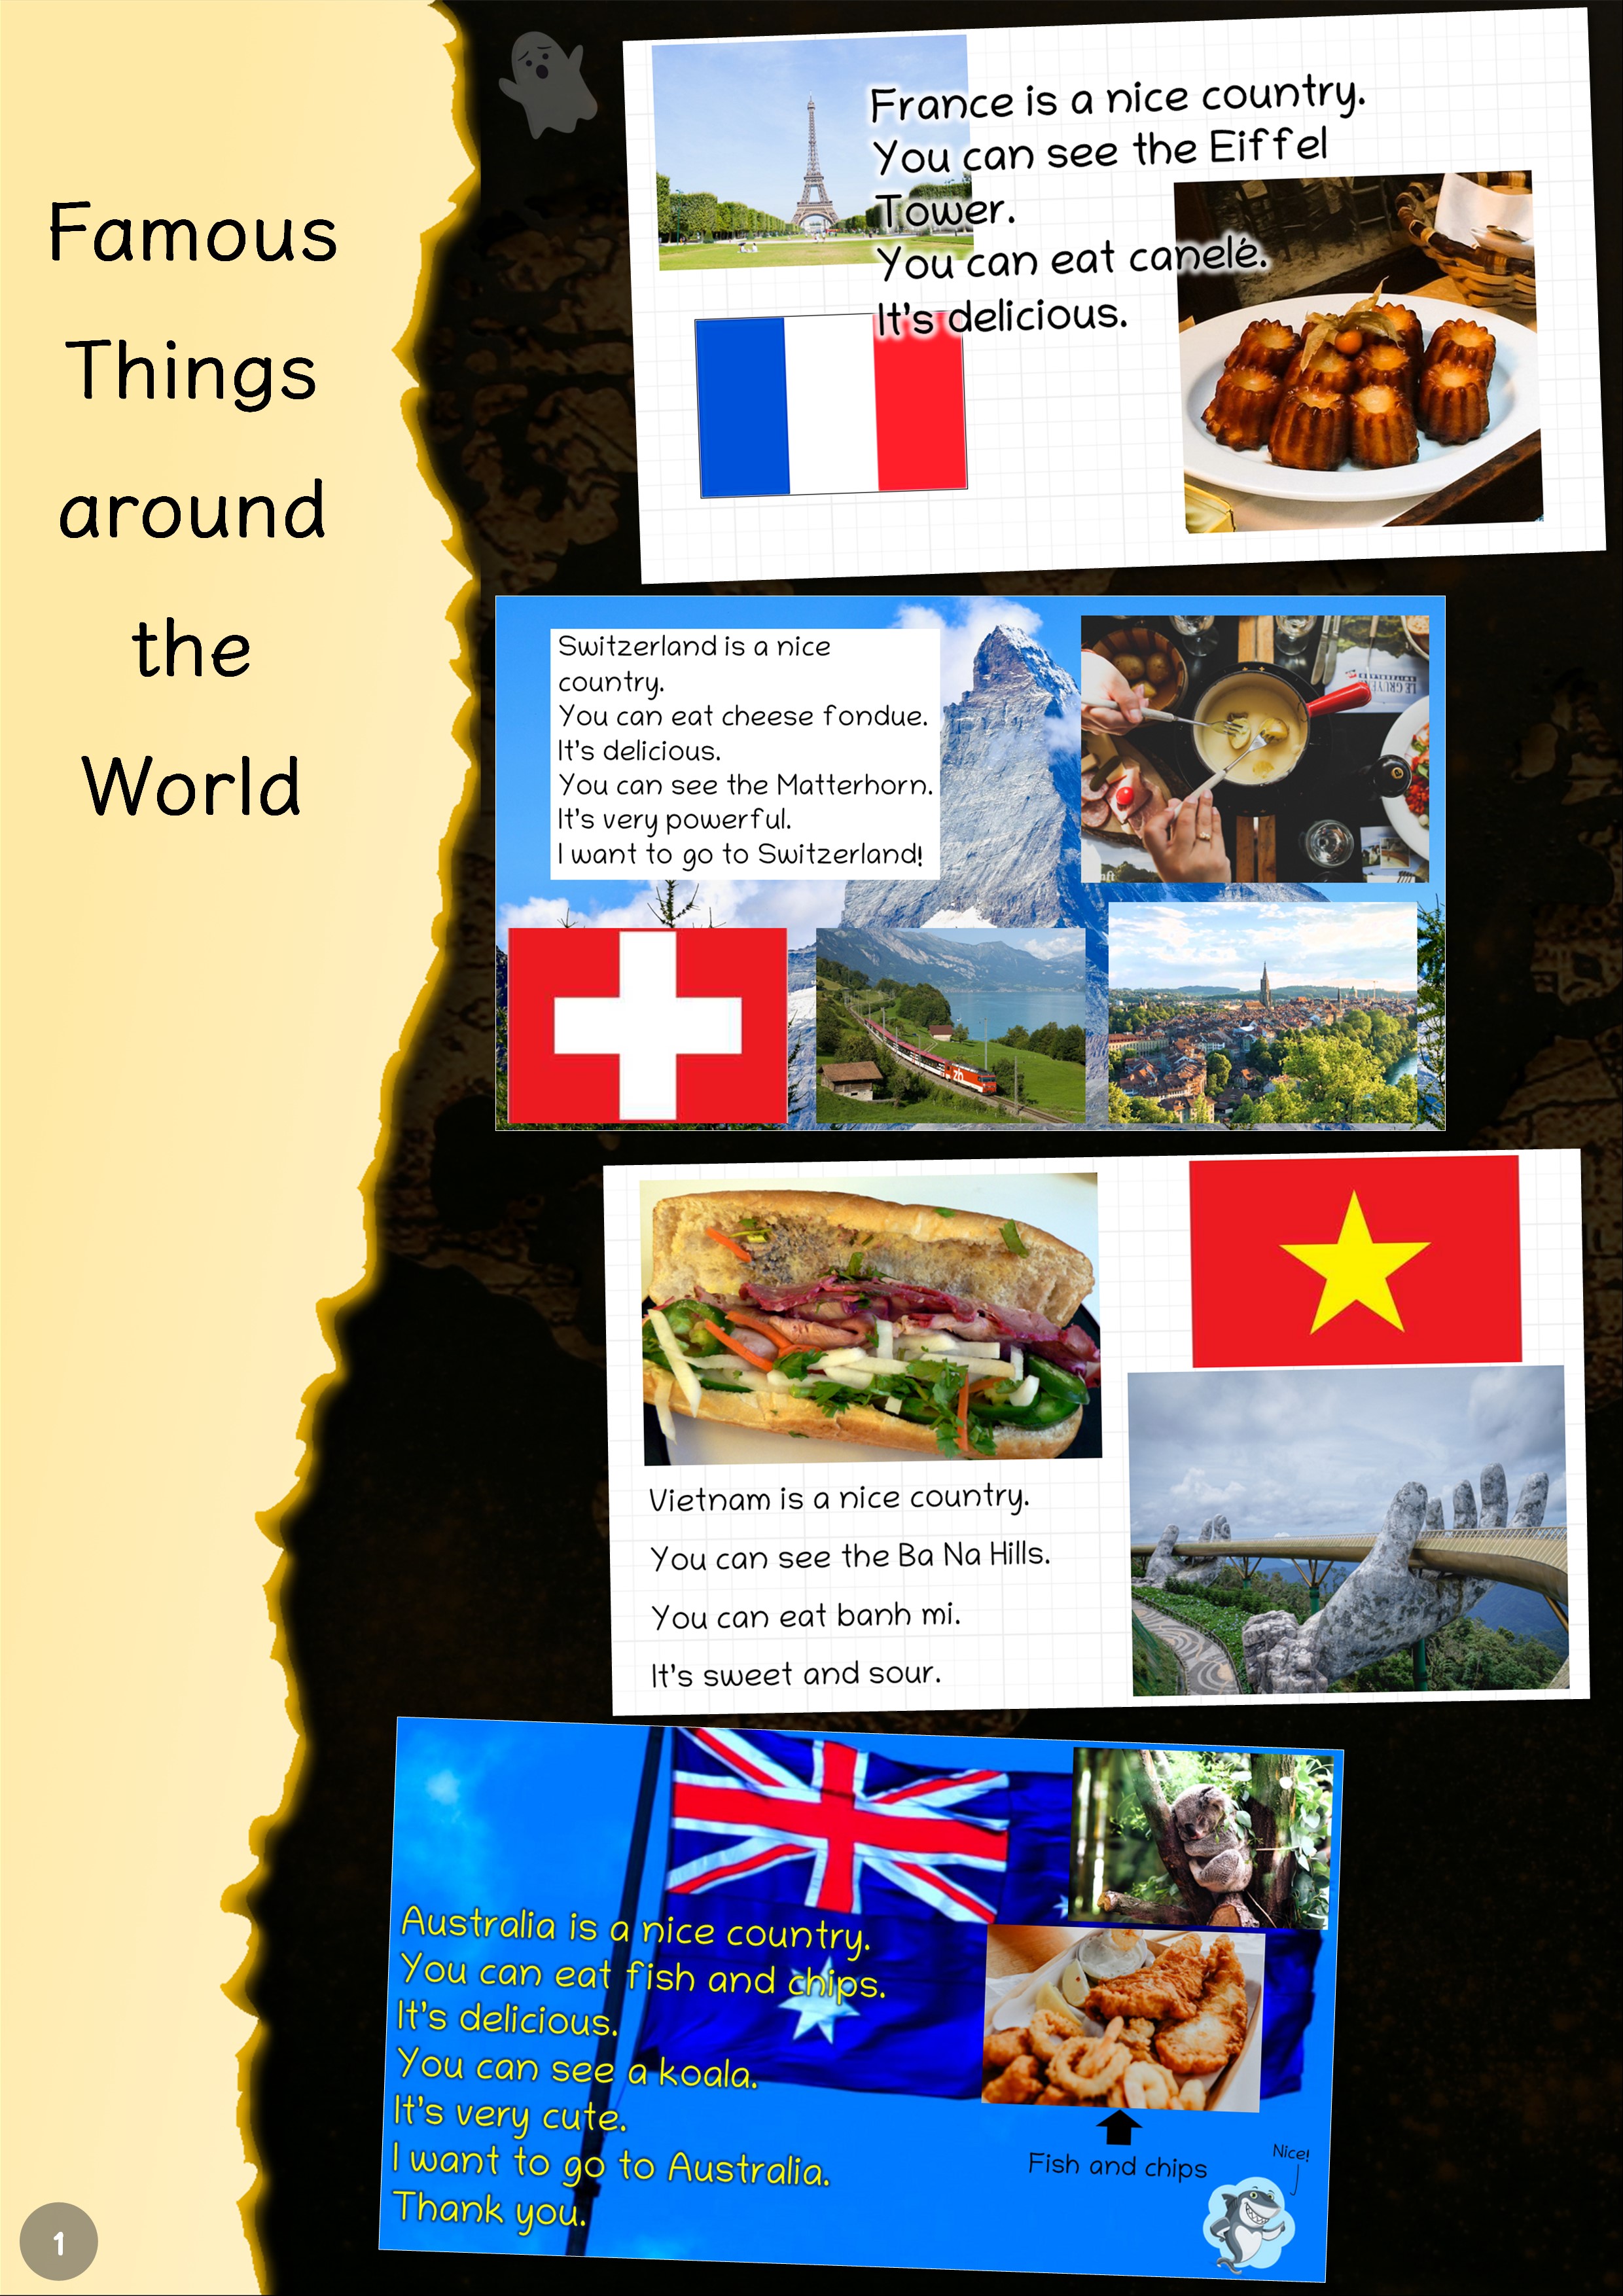 Famous
Things
around
the
World
France is a nice country.
You can see the Eiffel
Tower.
You can eat canelé.
It's delicious.
Switzerland is a nice
country.
You can eat cheese fondue.
It's delicious.
You can see the Matterhorn.
It's very powerful.
I want to go to Switzerland!
LE GRUYÈ
zb
Vietnam is a nice country.
You can see the Ba Na Hills.
You can eat banh mi.
It's sweet and sour.
Australia is a nice country.
You can eat fish and chips.
It's delicious.
You can see a koala.
It's very cute.
I want to go to Australia.
Thank you.
Fish and chips
Nice!
1